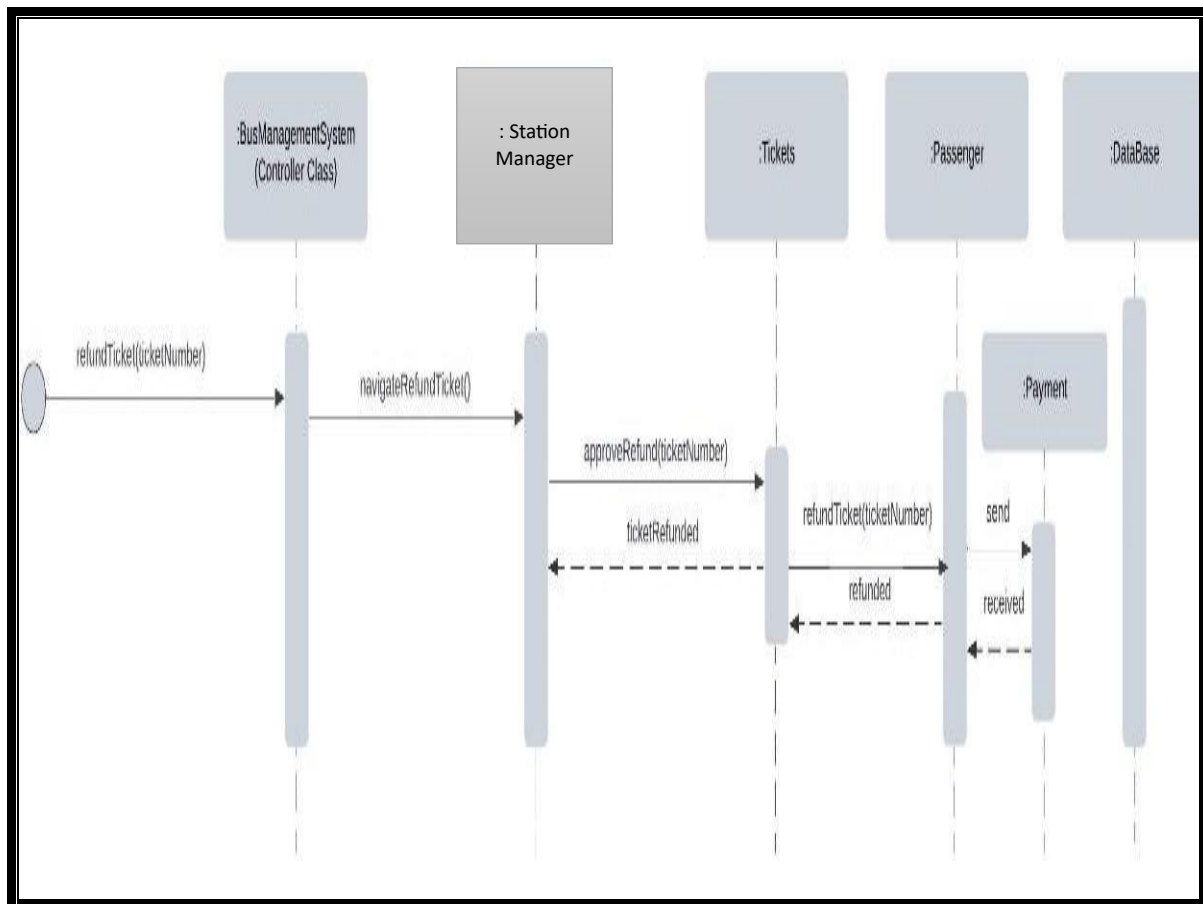 :BusManagementSystem
(Controller Class)
: Station
Manager
:Tickets
:Passenger
:DataBase
refundTicket(ticketNumber)
navigateRefundTicket()
:Payment
approveRefund(ticketNumber)
refundTicket(ticketNumber)
send
ticketRefunded
refunded
received